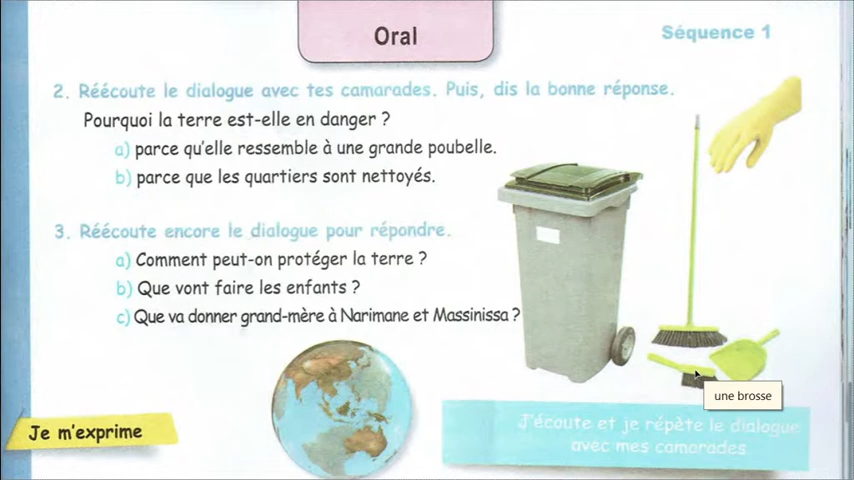 Oral
Séquence 1
2. Réécoute le dialogue avec tes camarades. Puis, dis la bonne réponse.
Pourquoi la terre est-elle en danger ?
a) parce qu'elle ressemble à une grande poubelle.
b) parce que les quartiers sont nettoyés.
3. Réécoute encore le dialogue pour répondre.
a) Comment peut-on protéger la terre ?
b) Que vont faire les enfants ?
c) Que va donner grand-mère à Narimane et Massinissa ?
une brosse
Je m'exprime
J'écoute et je répète le dialogue
avec mes camarades.